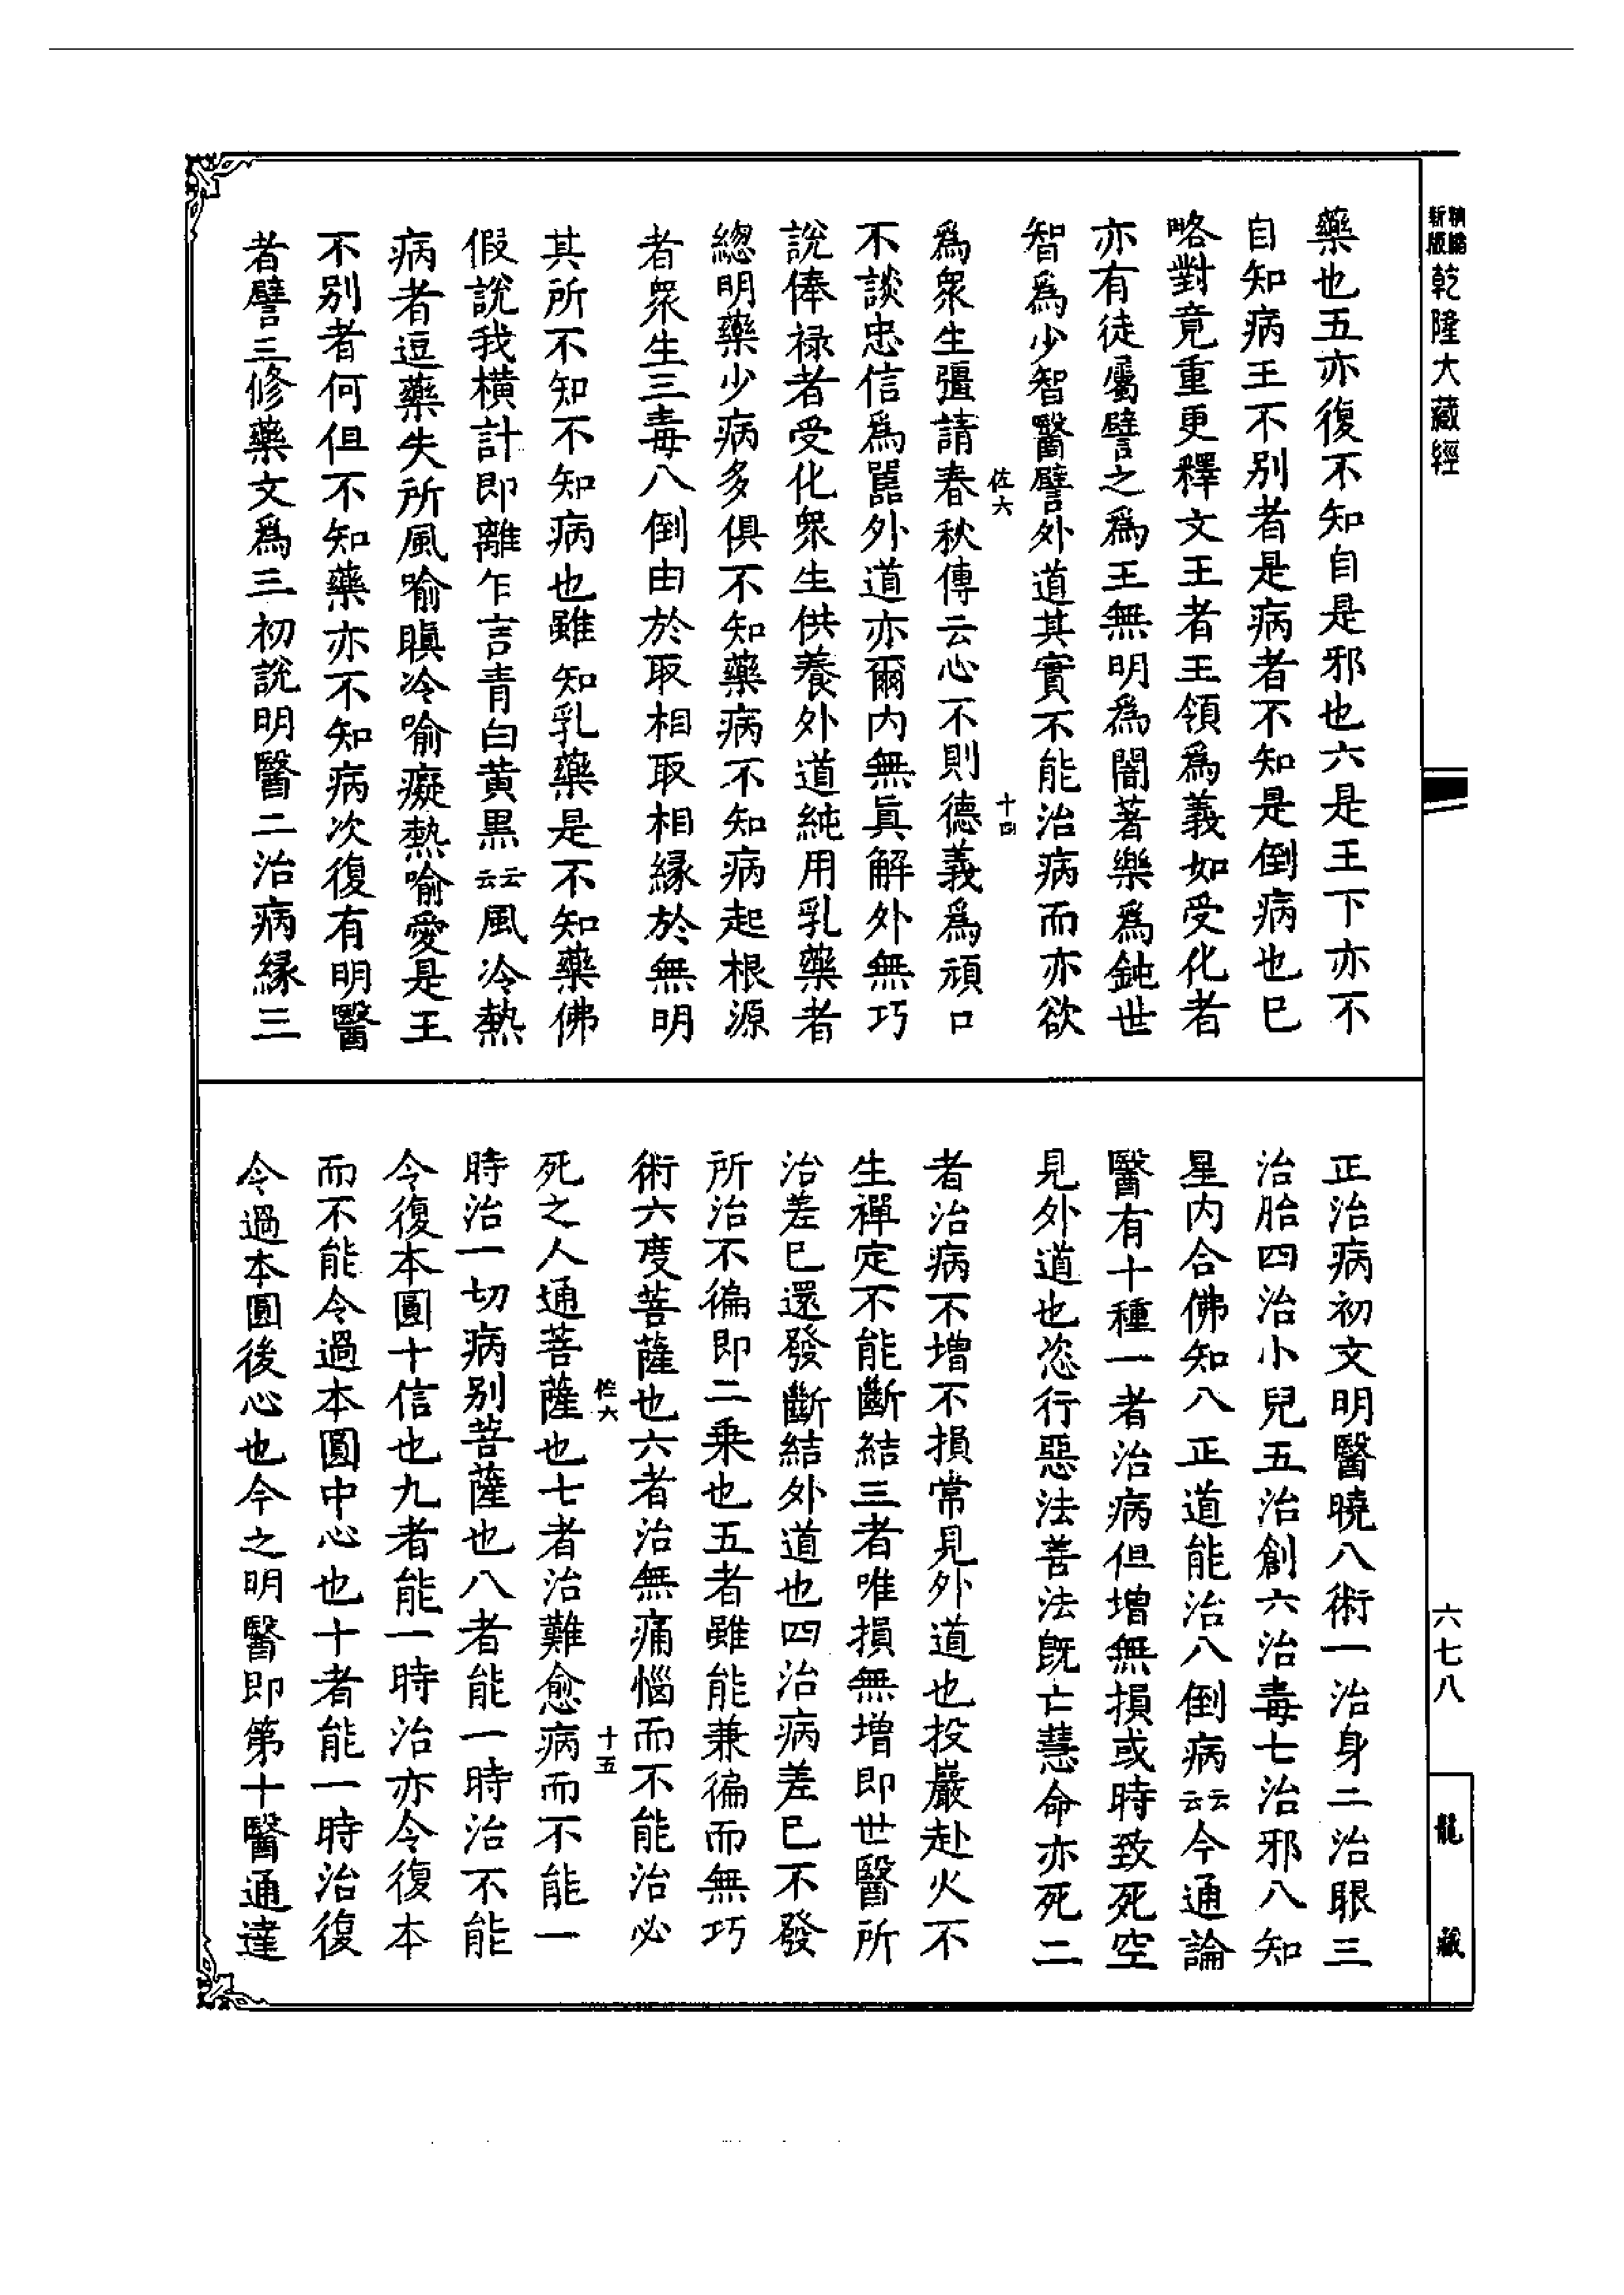 乾隆大藏經
藥也五亦復不知自是邪也六是王下亦不
自知病王不别者是病者不知是倒病也已
略對竟重更釋文王者王領爲義如受化者
亦有徒屬譬之爲王無明爲闇著樂爲鈍世
智爲少智醫譬外道其實不能治病而亦欲
佐六 十四
爲衆生彊請春秋傳云心不則德義爲頑口
不談忠信爲嚚外道亦爾内無眞解外無巧
說俸禄者受化衆生供養外道純用乳藥者
總明藥少病多俱不知藥病不知病起根源
者衆生三毒八倒由於取相取相縁於無明
其所不知不知病也雖知乳藥是不知藥佛
假說我横計即離乍言青白黄黒云云風冷熱
病者逗藥失所風喻瞋冷喻癡熱喻愛是王
不别者何但不知藥亦不知病次復有明醫
者譬三修藥文爲三初說明醫二治病縁三
正治病初文明醫曉八術一治身二治眼三
治胎四治小兒五治創六治毒七治邪八知
星内合佛知八正道能治八倒病云云今通論
醫有十種一者治病但增無損或時致死空
見外道也恣行惡法善法旣亡慧命亦死二
者治病不增不損常見外道也投巖赴火不
生禪定不能斷結三者唯損無增即世醫所
治差已還發斷結外道也四治病差已不發
所治不徧即二乗也五者雖能兼徧而無巧
術六度菩薩也六者治無痛惱而不能治必
佐六 十五
死之人通菩薩也七者治難愈病而不能一
時治一切病别菩薩也八者能一時治不能
令復本圓十信也九者能一時治亦令復本
而不能令過本圓中心也十者能一時治復
令過本圓後心也今之明醫即第十醫通達
六七八
龍藏